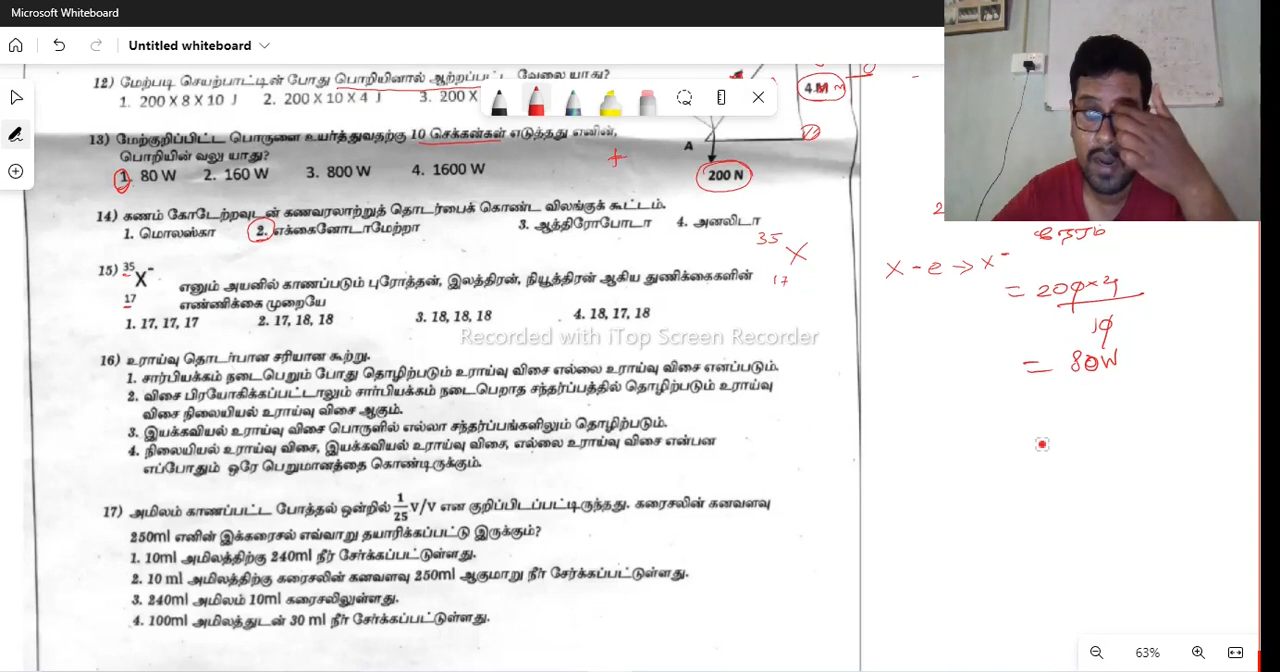 Microsoft Whiteboard
Untitled whiteboard
12) மேற்படி செயற்பாட்டின் போது பொறியினால் ஆற்றப்பட்ட வேலை யாது?
1. 200 X 8 X 10 J 2. 200 X 10 X 4 J 3. 200 X
4 M m
13) மேற்குறிப்பிட்ட பொருளை உயர்த்துவதற்கு 10 செக்கன்கள் எடுத்தது எனின்,
பொறியின் வலு யாது?
A
1. 80 W 2. 160 W 3. 800 W 4. 1600 W
200 N
14) கணம் கோடேற்றவுடன் கணவரலாற்றுத் தொடர்பைக் கொண்ட விலங்குக் கூட்டம்.
1. மொலஸ்கா 2. எக்கைனோடாமேற்றா 3. ஆத்திரோபோடா 4. அனலிடா
15) 35 X- 17 எனும் அயனில் காணப்படும் புரோத்தன், இலத்திரன், நியூத்திரன் ஆகிய துணிக்கைகளின்
எண்ணிக்கை முறையே
35 X 17
1. 17, 17, 17 2. 17, 18, 18 3. 18, 18, 18 4. 18, 17, 18
Recorded with iTop Screen Recorder
16) உராய்வு தொடர்பான சரியான கூற்று.
1. சார்பியக்கம் நடைபெறும் போது தொழிற்படும் உராய்வு விசை எல்லை உராய்வு விசை எனப்படும்.
2. விசை பிரயோகிக்கப்பட்டாலும் சார்பியக்கம் நடைபெறாத சந்தர்ப்பத்தில் தொழிற்படும் உராய்வு
விசை நிலையியல் உராய்வு விசை ஆகும்.
3. இயக்கவியல் உராய்வு விசை பொருளில் எல்லா சந்தர்ப்பங்களிலும் தொழிற்படும்.
4. நிலையியல் உராய்வு விசை, இயக்கவியல் உராய்வு விசை, எல்லை உராய்வு விசை என்பன
எப்போதும் ஒரே பெறுமானத்தை கொண்டிருக்கும்.
17) அமிலம் காணப்பட்ட போத்தல் ஒன்றில் 1/25 v/v என குறிப்பிடப்பட்டிருந்தது. கரைசலின் கனவளவு
250ml எனின் இக்கரைசல் எவ்வாறு தயாரிக்கப்பட்டு இருக்கும்?
1. 10ml அமிலத்திற்கு 240ml நீர் சேர்க்கப்பட்டுள்ளது.
2. 10 ml அமிலத்திற்கு கரைசலின் கனவளவு 250ml ஆகுமாறு நீர் சேர்க்கப்பட்டுள்ளது.
3. 240ml அமிலம் 10ml கரைசலிலுள்ளது.
4. 100ml அமிலத்துடன் 30 ml நீர் சேர்க்கப்பட்டுள்ளது.
நேரம்
X - e → X-
= 200 x 4
10
= 80W
63%